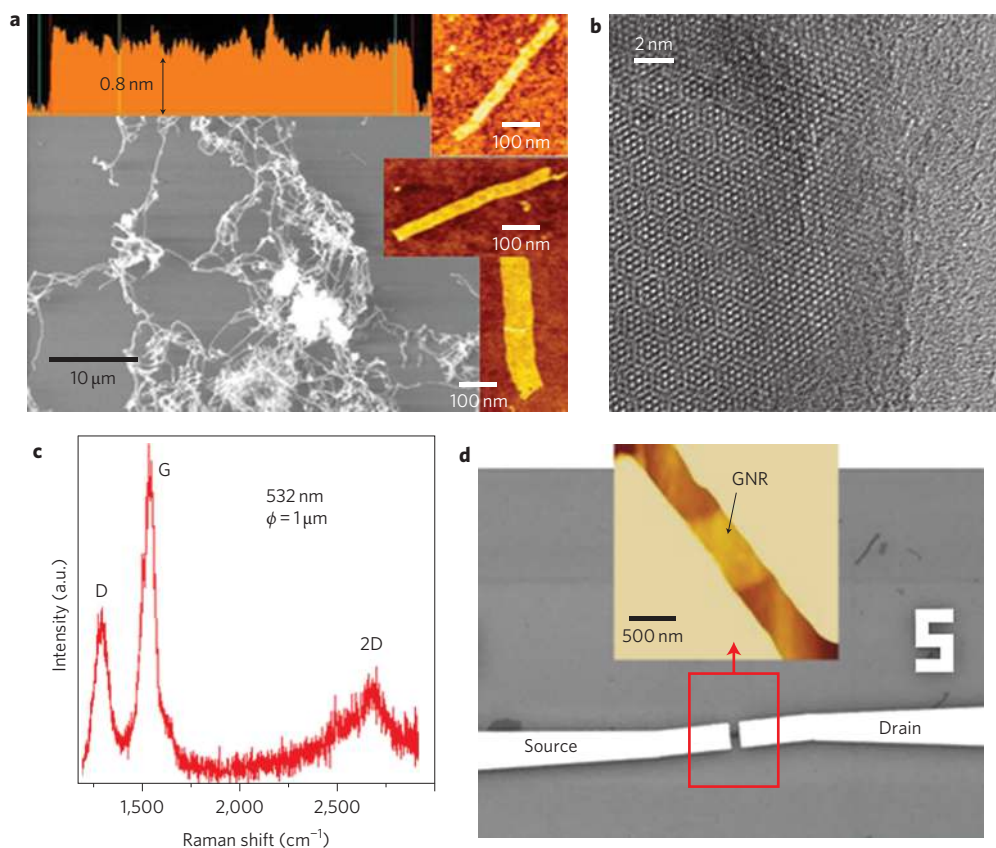 a
0.8 nm
100 nm
100 nm
10 μm
100 nm
b
2 nm
c
D
G
532 nm
ϕ = 1 μm
2D
Intensity (a.u.)
1,500
2,000
2,500
Raman shift (cm⁻¹)
d
GNR
500 nm
5
Source
Drain